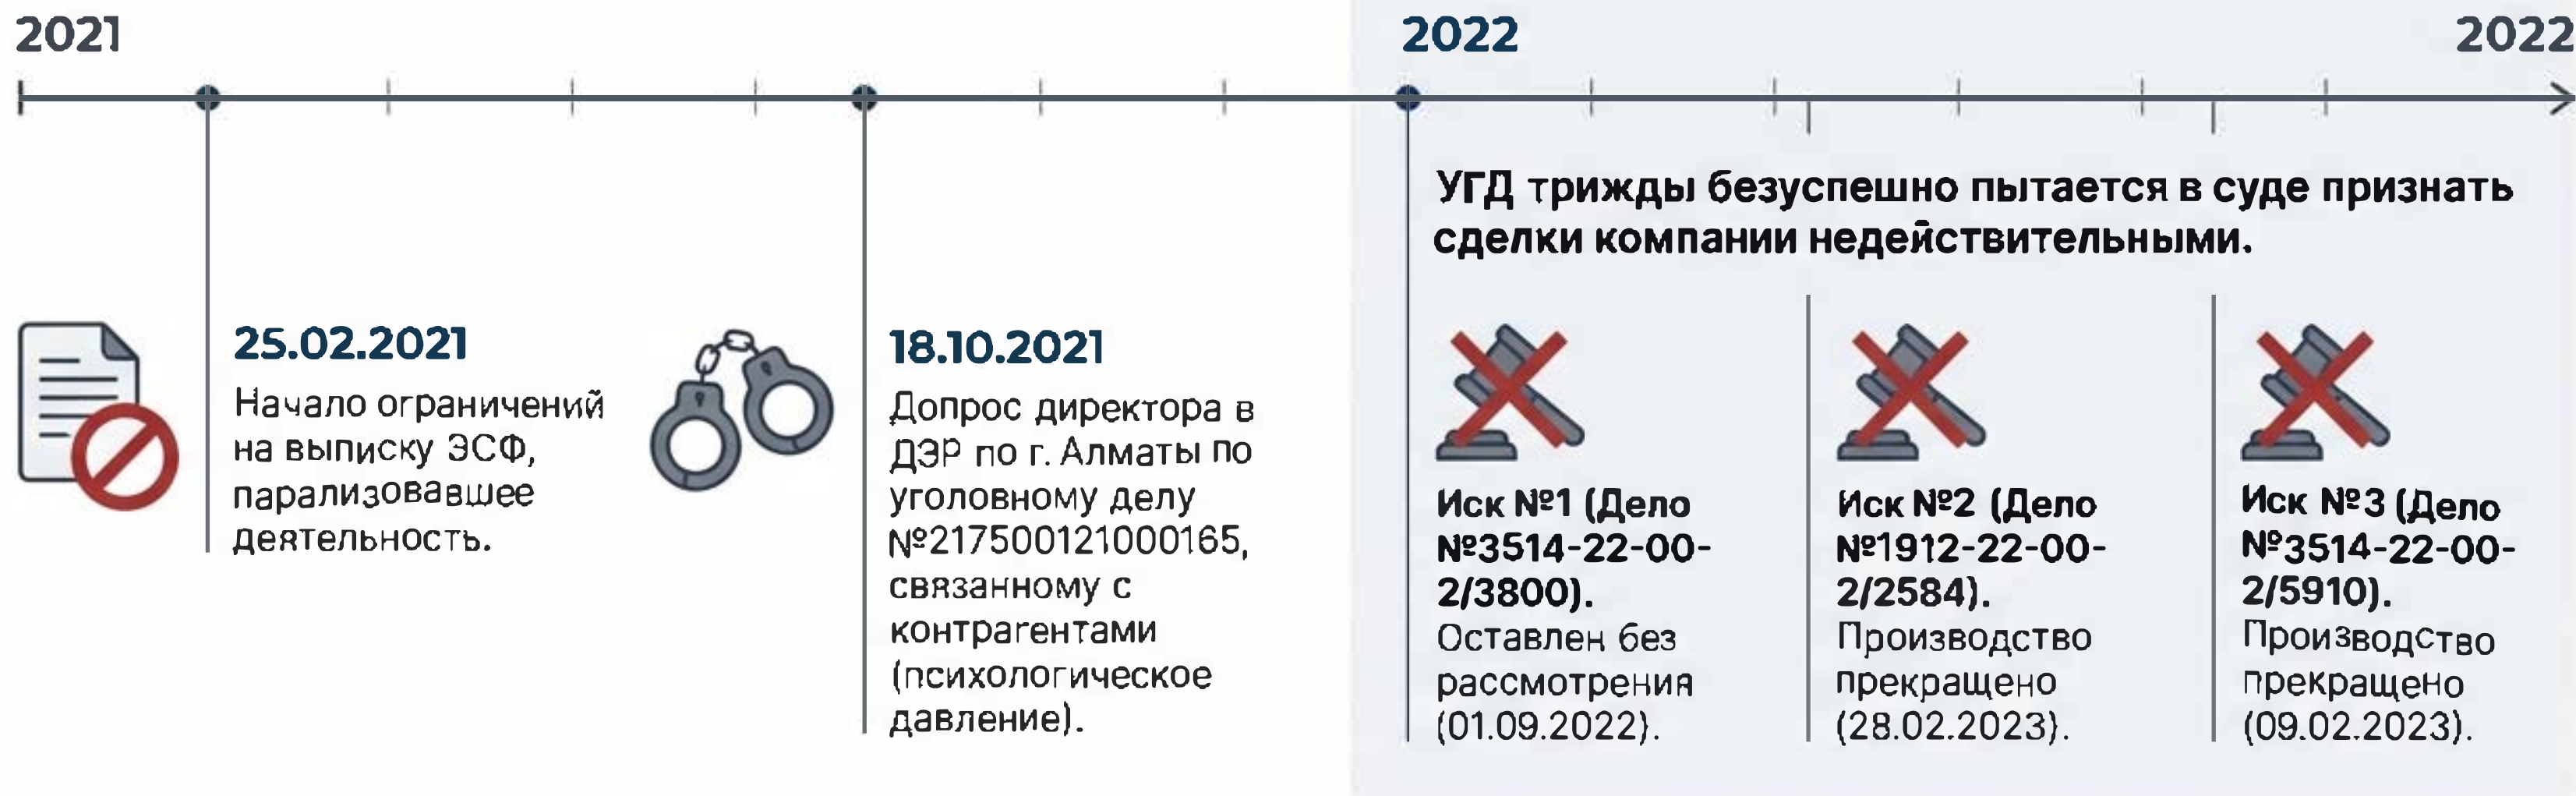 2021
2022
2022
УГД трижды безуспешно пытается в суде признать
сделки компании недействительными.
25.02.2021
Начало ограничений
на выписку ЭСФ,
парализовавшее
деятельность.
18.10.2021
Допрос директора в
ДЭР по г. Алматы по
уголовному делу
№217500121000165,
связанному с
контрагентами
(психологическое
давление).
Иск №1 (Дело
№3514-22-00-
2/3800).
Оставлен без
рассмотрения
(01.09.2022).
Иск №2 (Дело
№1912-22-00-
2/2584).
Производство
прекращено
(28.02.2023).
Иск №3 (Дело
№3514-22-00-
2/5910).
Производство
прекращено
(09.02.2023).